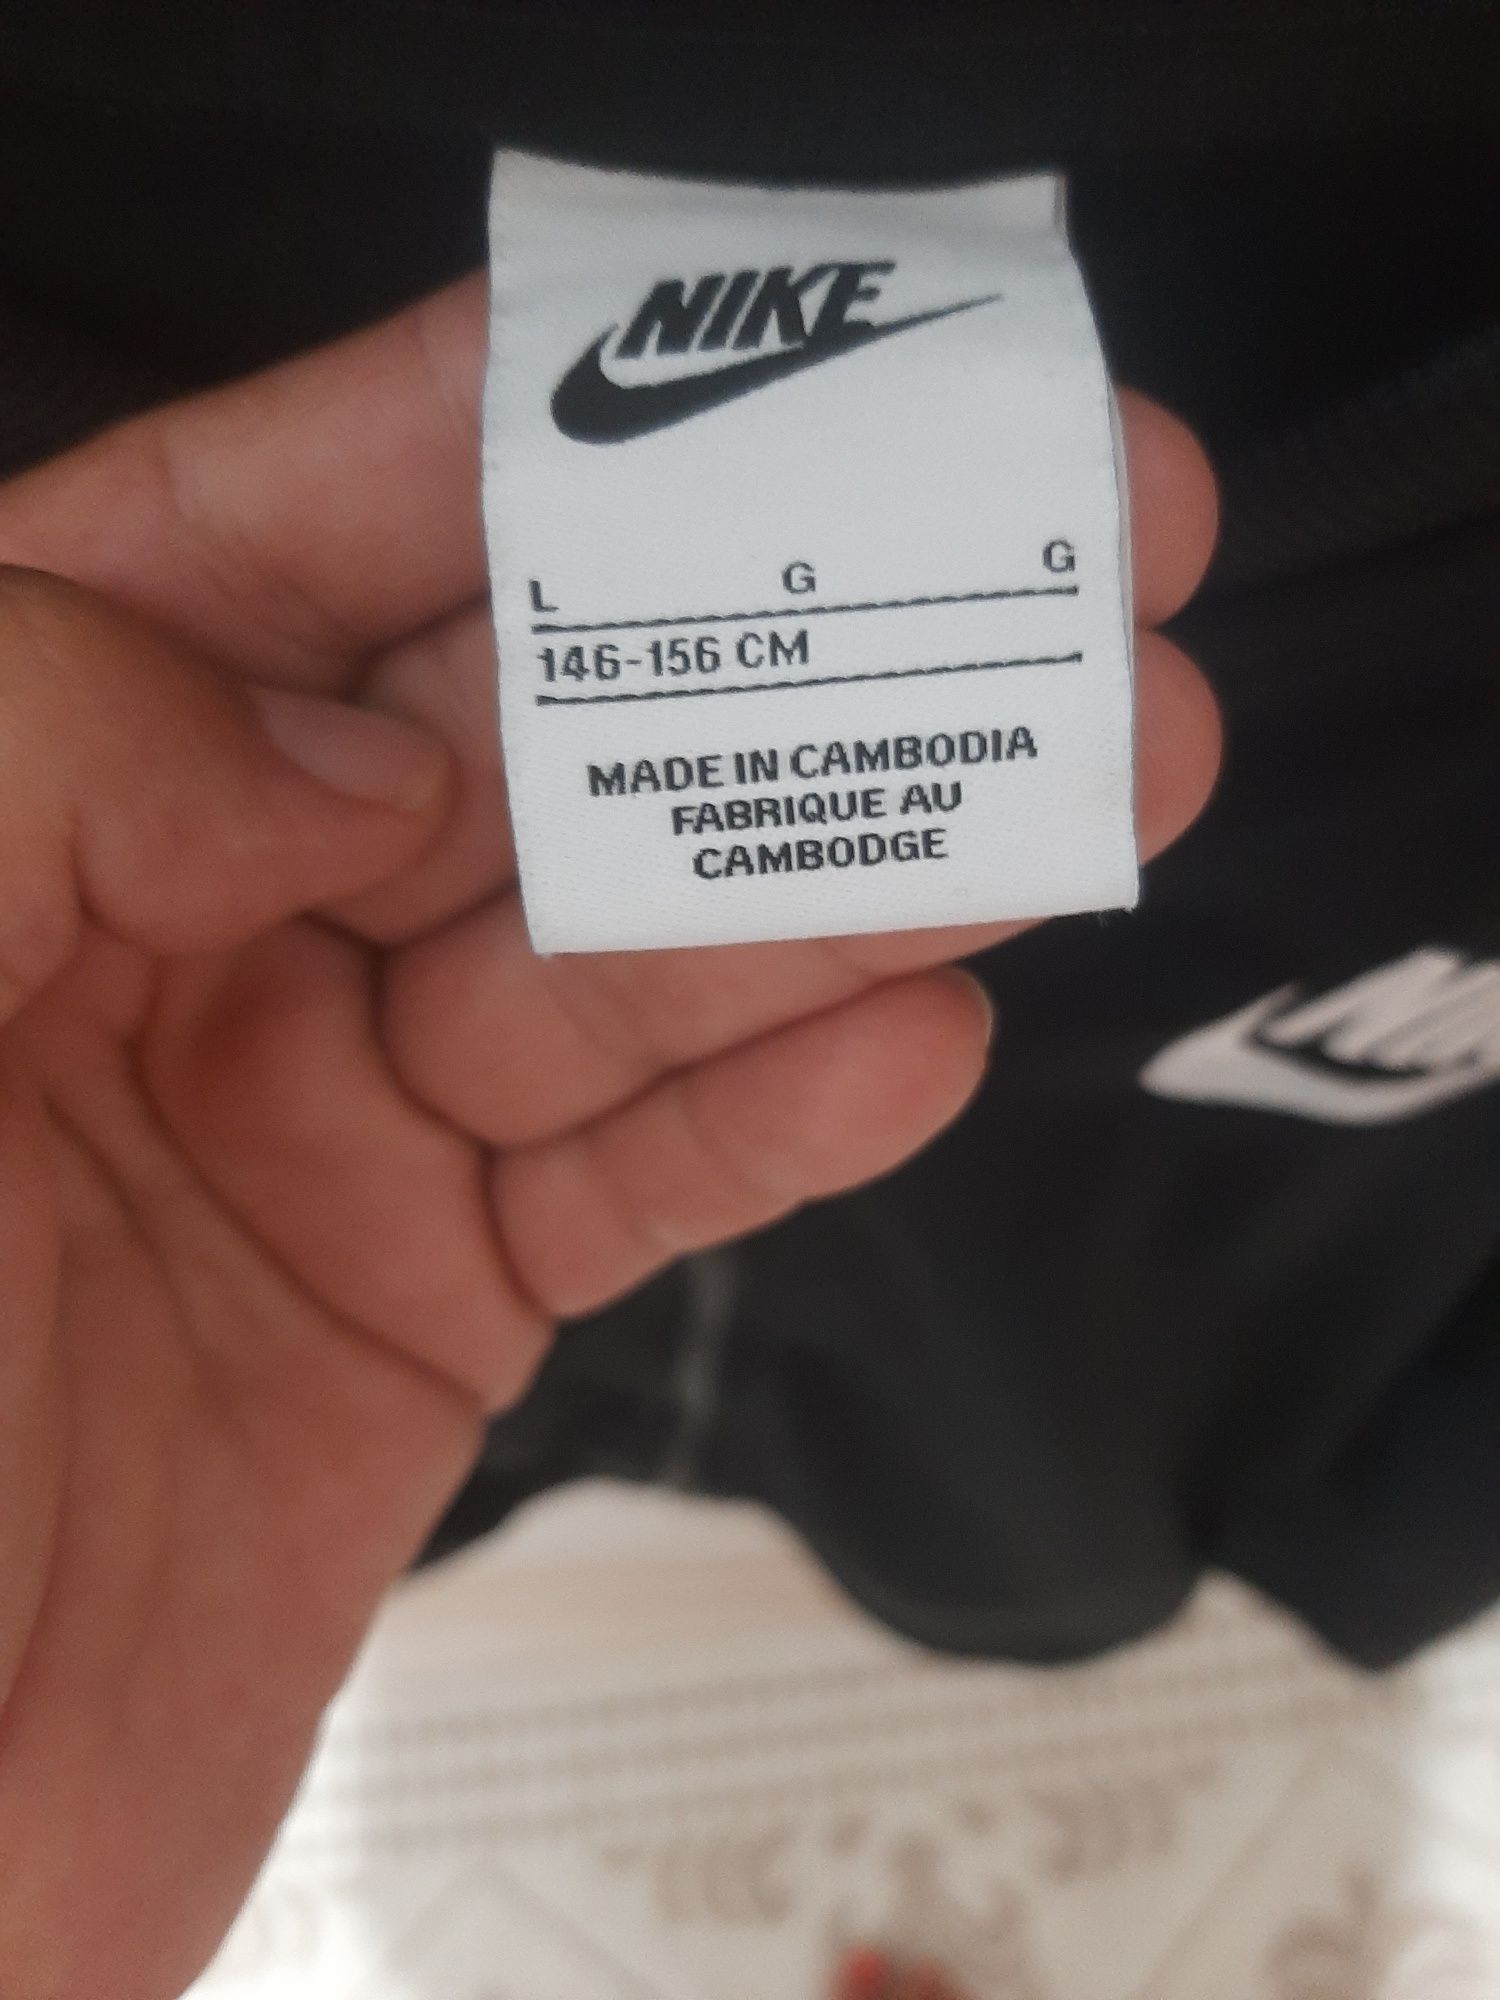 NIKE
L G G
146-156 CM
MADE IN CAMBODIA
FABRIQUE AU
CAMBODGE